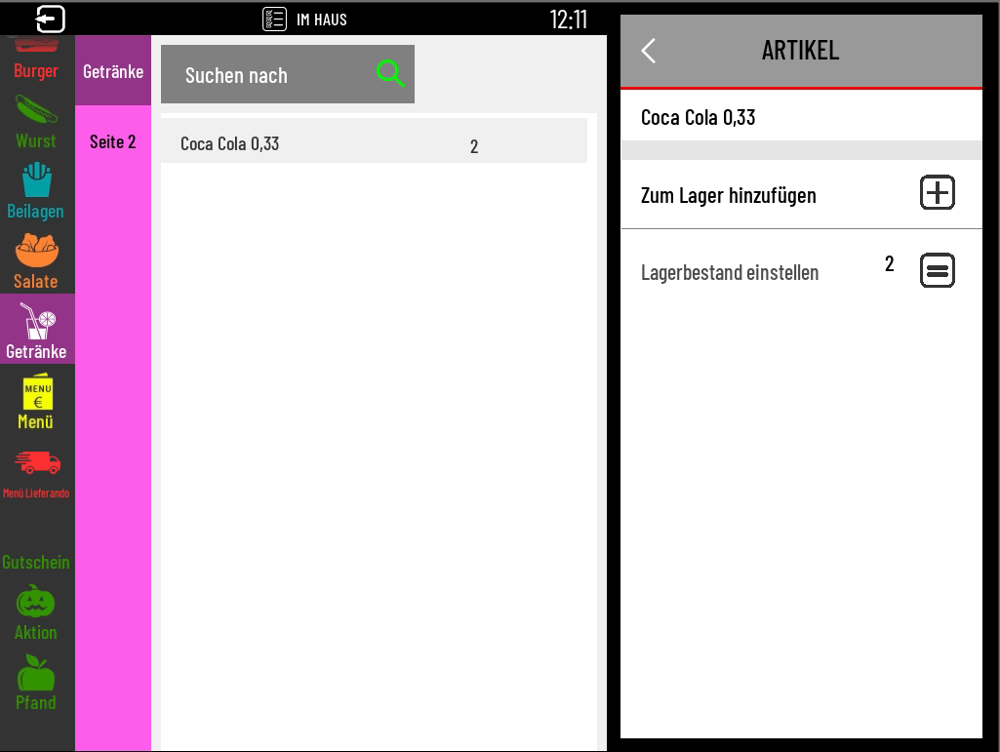 IM HAUS
12:11
Burger
Wurst
Beilagen
Salate
Getränke
MENU
€
Menü
Menü Lieferando
Gutschein
Aktion
Pfand
Getränke
Seite 2
Suchen nach
Coca Cola 0,33 2
ARTIKEL
Coca Cola 0,33
Zum Lager hinzufügen
Lagerbestand einstellen 2